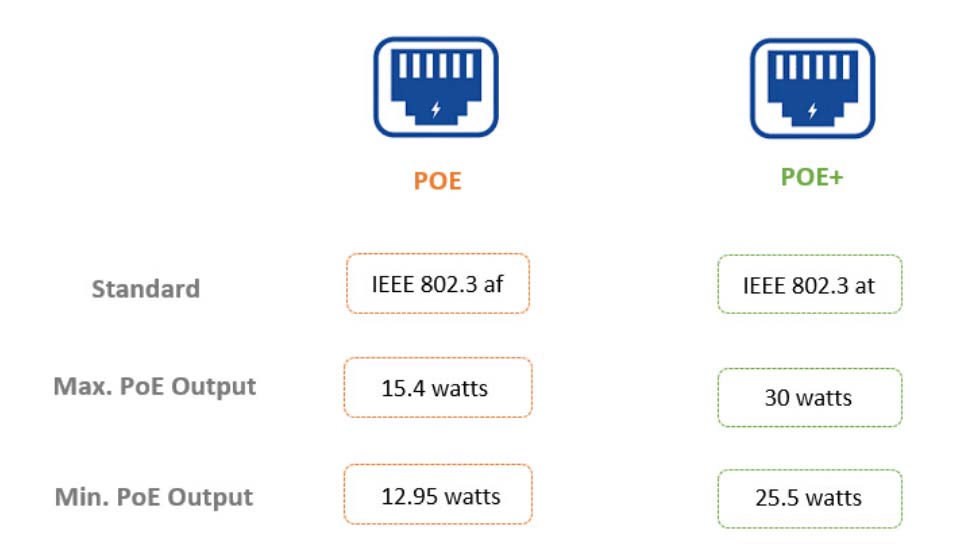 POE
POE+
Standard
IEEE 802.3 af
IEEE 802.3 at
Max. PoE Output
15.4 watts
30 watts
Min. PoE Output
12.95 watts
25.5 watts